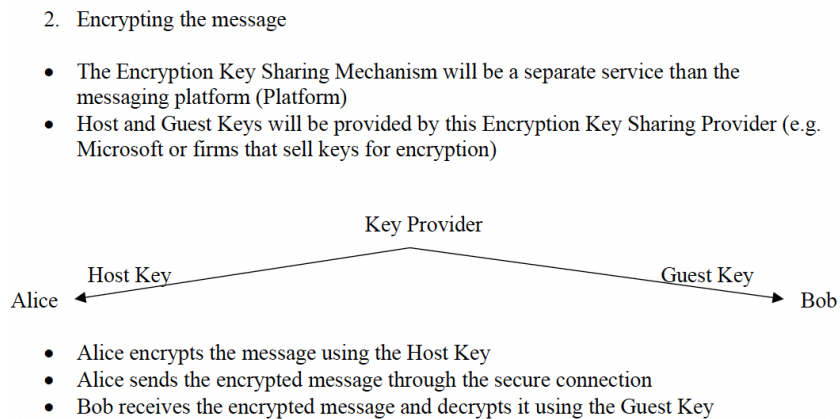 2. Encrypting the message
• The Encryption Key Sharing Mechanism will be a separate service than the
messaging platform (Platform)
• Host and Guest Keys will be provided by this Encryption Key Sharing Provider (e.g.
Microsoft or firms that sell keys for encryption)
Key Provider
Host Key
Guest Key
Alice
Bob
• Alice encrypts the message using the Host Key
• Alice sends the encrypted message through the secure connection
• Bob receives the encrypted message and decrypts it using the Guest Key